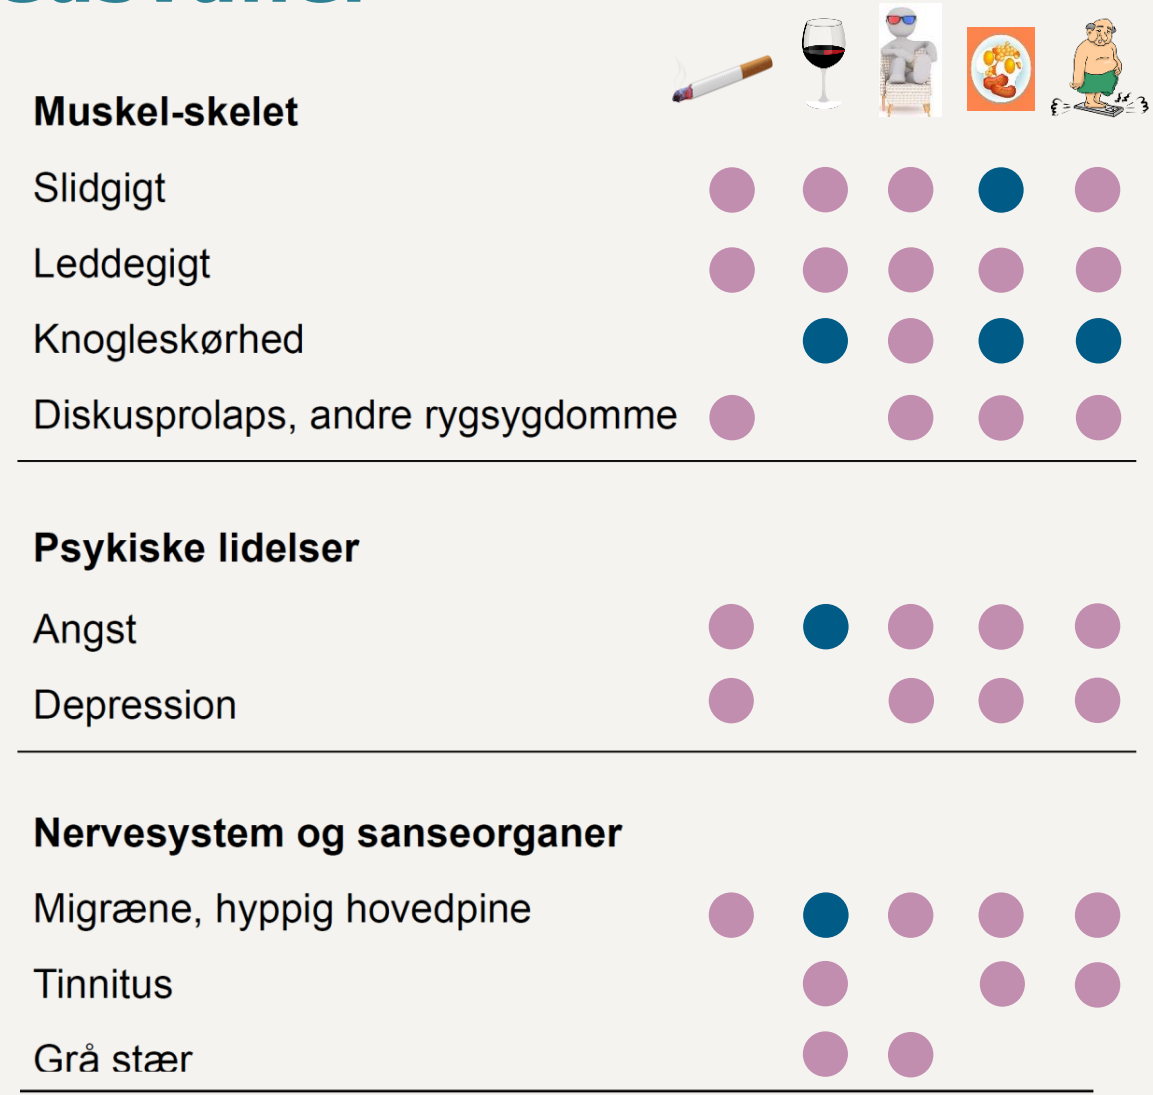 Muskel-skelet
Slidgigt
Leddegigt
Knogleskørhed
Diskusprolaps, andre rygsygdomme
Psykiske lidelser
Angst
Depression
Nervesystem og sanseorganer
Migræne, hyppig hovedpine
Tinnitus
Grå stær